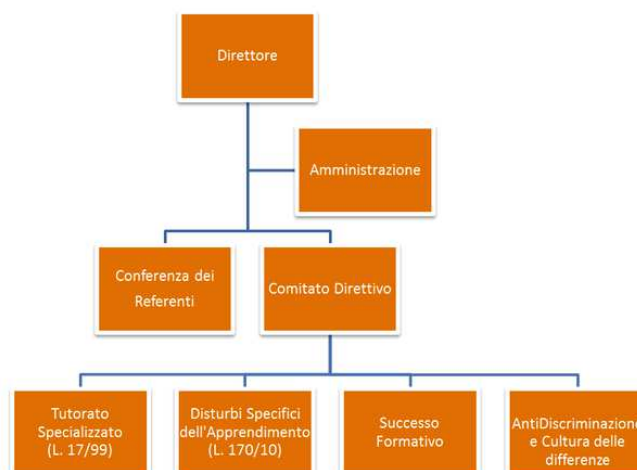 Direttore
Amministrazione
Conferenza dei
Referenti
Comitato Direttivo
Tutorato
Specializzato
(L. 17/99)
Disturbi Specifici
dell'Apprendimento
(L. 170/10)
Successo
Formativo
AntiDiscriminazione
e Cultura delle
differenze